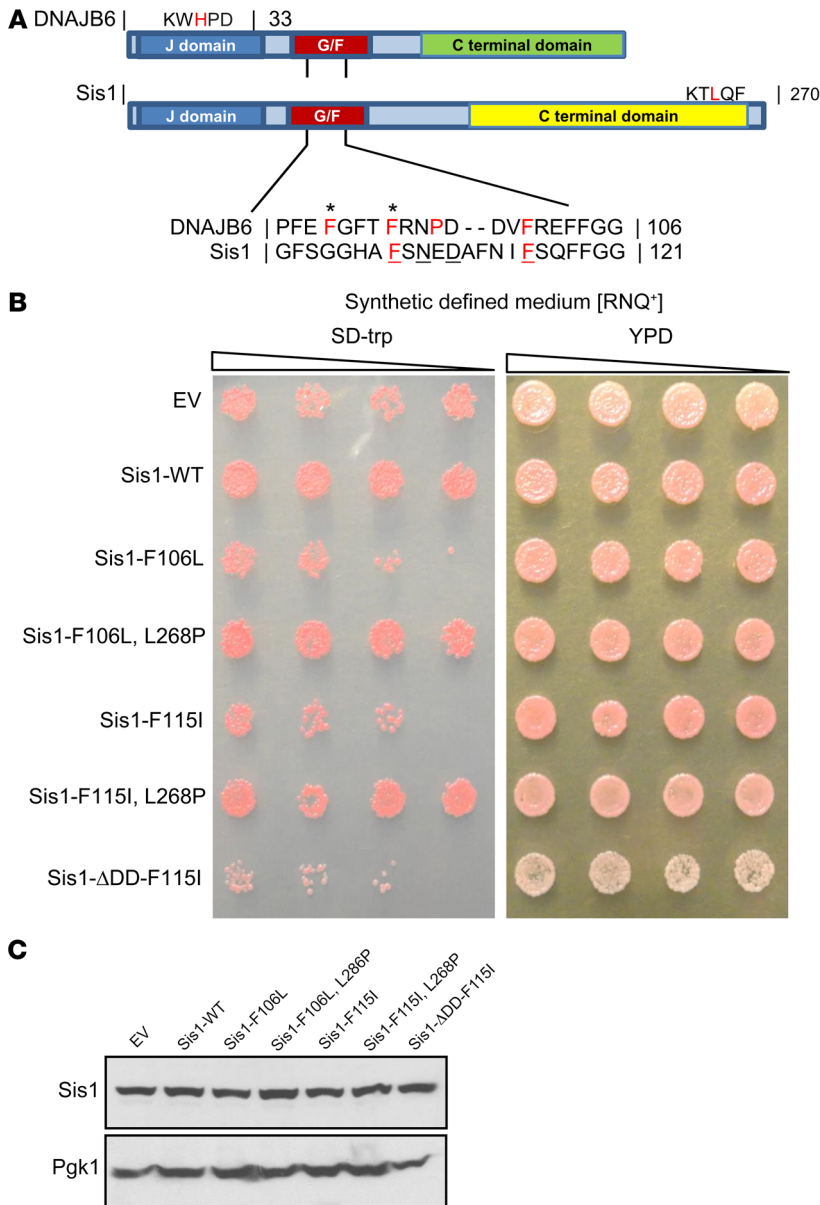 A
DNAJB6 | KWHPD | 33
J domain G/F C terminal domain
Sis1 | KTLQF | 270
J domain G/F C terminal domain
* *
DNAJB6 | PFE FGFT FRNPD - - DVFREFFGG | 106
Sis1 | GFSGGHA FSNEDAFN I FSQFFGG | 121
B
Synthetic defined medium [RNQ⁺]
SD-trp YPD
EV
Sis1-WT
Sis1-F106L
Sis1-F106L, L268P
Sis1-F115I
Sis1-F115I, L268P
Sis1-ΔDD-F115I
C
EV
Sis1-WT
Sis1-F106L
Sis1-F106L, L286P
Sis1-F115I
Sis1-F115I, L268P
Sis1-ΔDD-F115I
Sis1
Pgk1